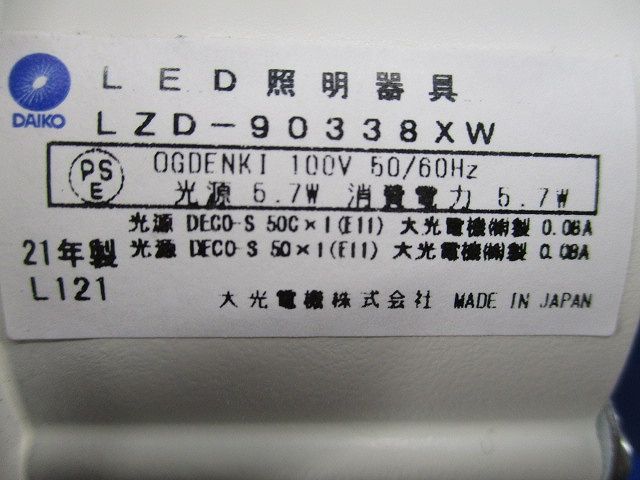 DAIKO
LED照明器具
LZD-90338XW
PS
E
OGDENKI 100V 50/60Hz
光源 5.7W 消費電力 5.7W
光源 DECO-S 50C×1(E11) 大光電機㈱製 0.08A
光源 DECO-S 50×1(E11) 大光電機㈱製 0.08A
21年製
L121
大光電機株式会社 MADE IN JAPAN